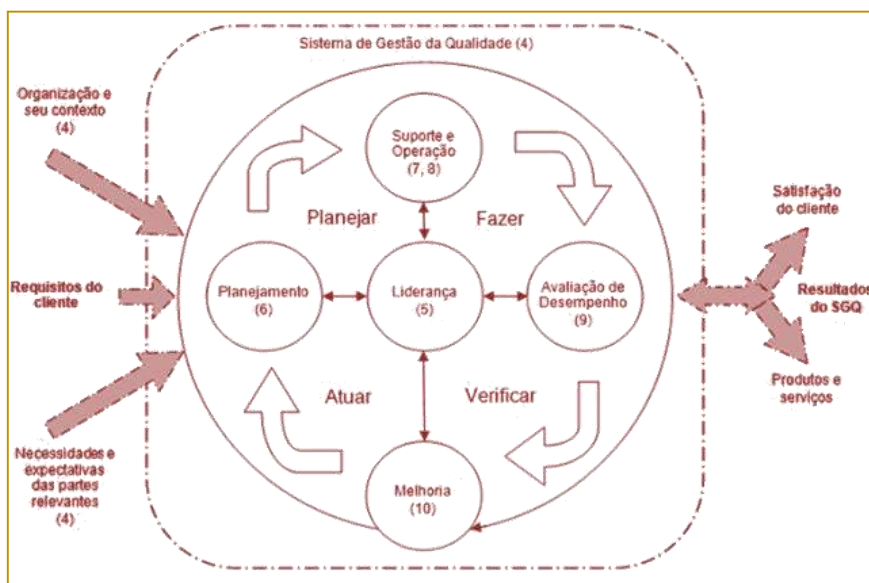 Sistema de Gestão da Qualidade (4)
Organização e
seu contexto
(4)
Suporte e
Operação
(7, 8)
Planejar
Fazer
Satisfação
do cliente
Requisitos do
cliente
Planejamento
(6)
Liderança
(5)
Avaliação de
Desempenho
(9)
Resultados
do SGQ
Atuar
Verificar
Produtos e
serviços
Necessidades e
expectativas
das partes
relevantes
(4)
Melhoria
(10)